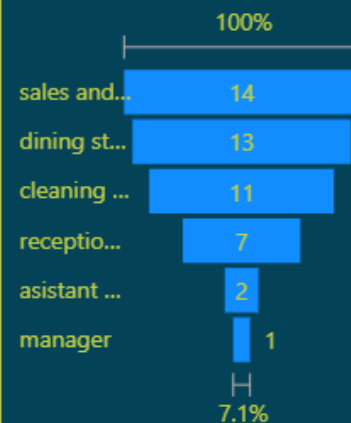 100%
sales and... 14
dining st... 13
cleaning ... 11
receptio... 7
asistant ... 2
manager 1
7.1%